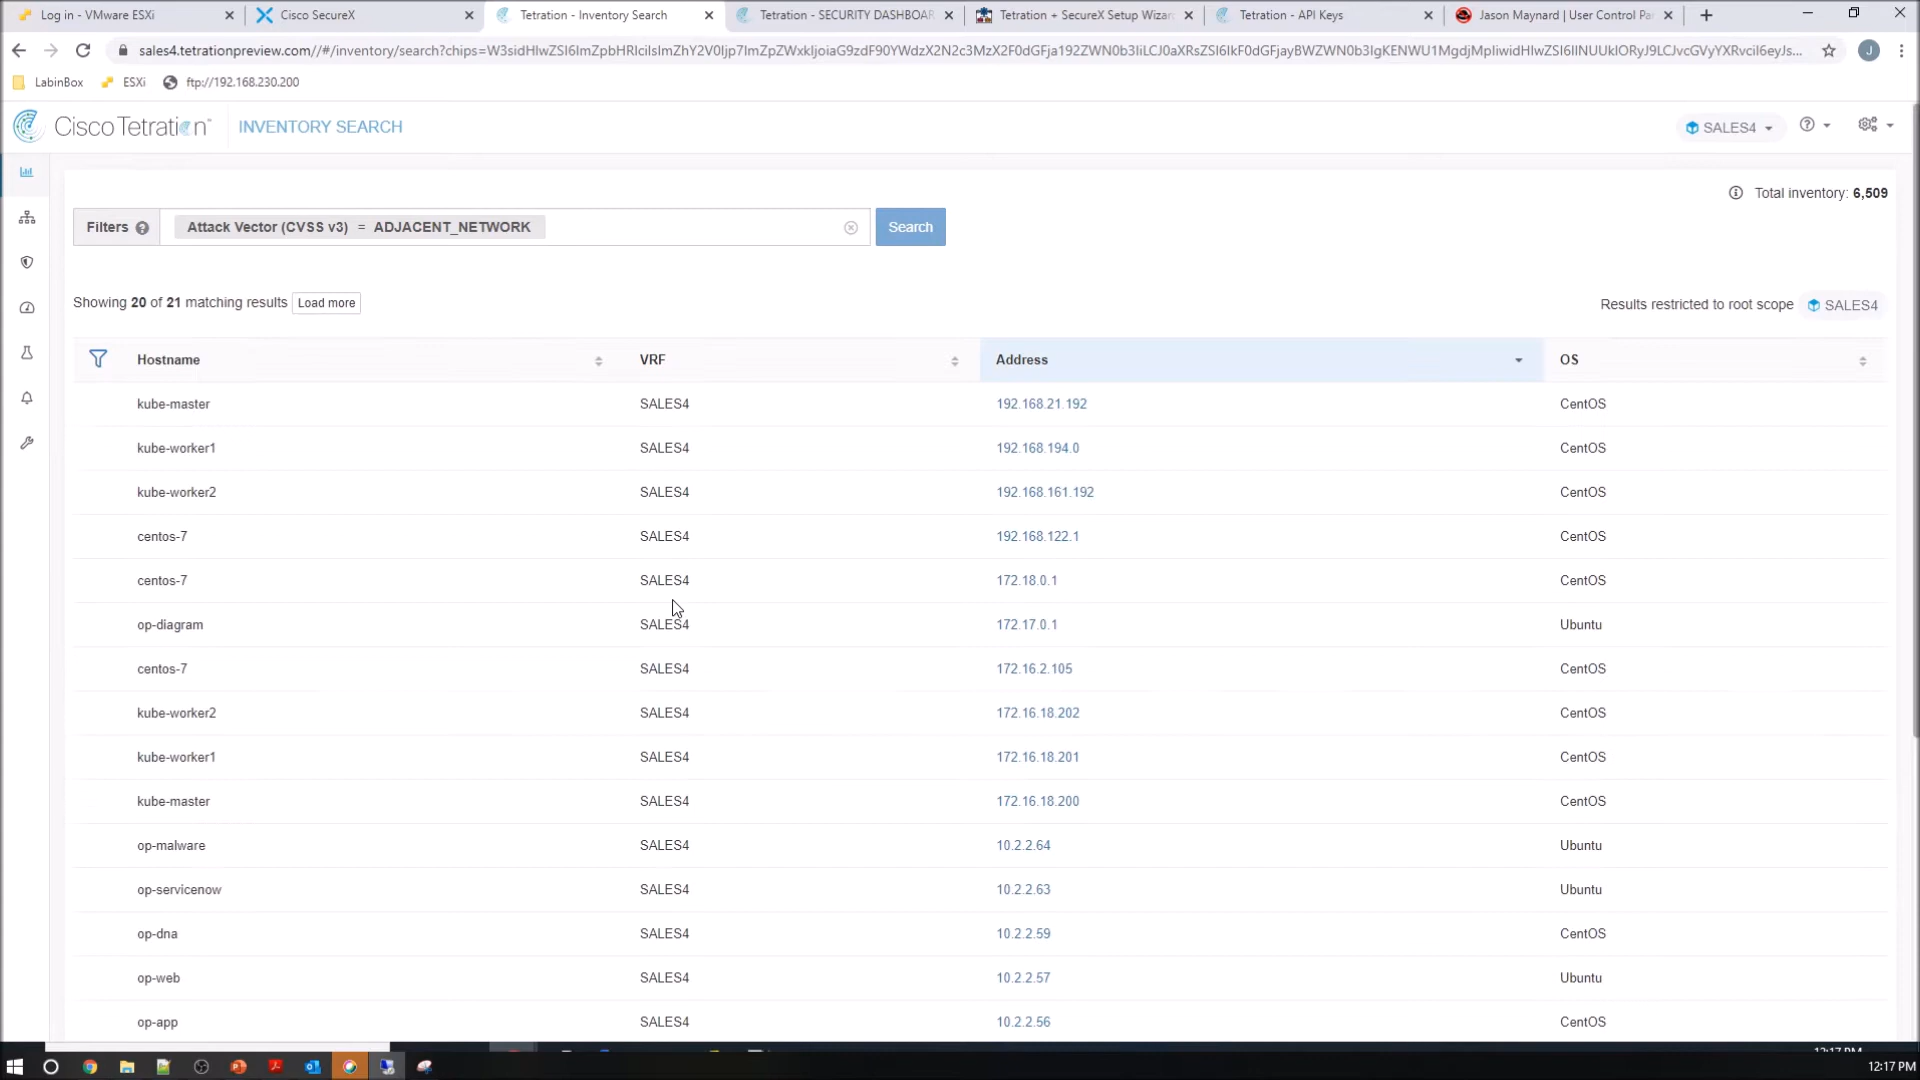 Log in - VMware ESXi
Cisco SecureX
Tetration - Inventory Search
Tetration - SECURITY DASHBOAR
Tetration + SecureX Setup Wizar
Tetration - API Keys
Jason Maynard | User Control Pa
LabinBox
ESXi
ftp://192.168.230.200
Cisco Tetration™
INVENTORY SEARCH
SALES4
Total inventory: 6,509
Filters
Attack Vector (CVSS v3) = ADJACENT_NETWORK
Search
Showing 20 of 21 matching results Load more
Results restricted to root scope SALES4
Hostname VRF Address OS
kube-master SALES4 192.168.21.192 CentOS
kube-worker1 SALES4 192.168.194.0 CentOS
kube-worker2 SALES4 192.168.161.192 CentOS
centos-7 SALES4 192.168.122.1 CentOS
centos-7 SALES4 172.18.0.1 CentOS
op-diagram SALES4 172.17.0.1 Ubuntu
centos-7 SALES4 172.16.2.105 CentOS
kube-worker2 SALES4 172.16.18.202 CentOS
kube-worker1 SALES4 172.16.18.201 CentOS
kube-master SALES4 172.16.18.200 CentOS
op-malware SALES4 10.2.2.64 Ubuntu
op-servicenow SALES4 10.2.2.63 Ubuntu
op-dna SALES4 10.2.2.59 CentOS
op-web SALES4 10.2.2.57 Ubuntu
op-app SALES4 10.2.2.56 CentOS
12:17 PM